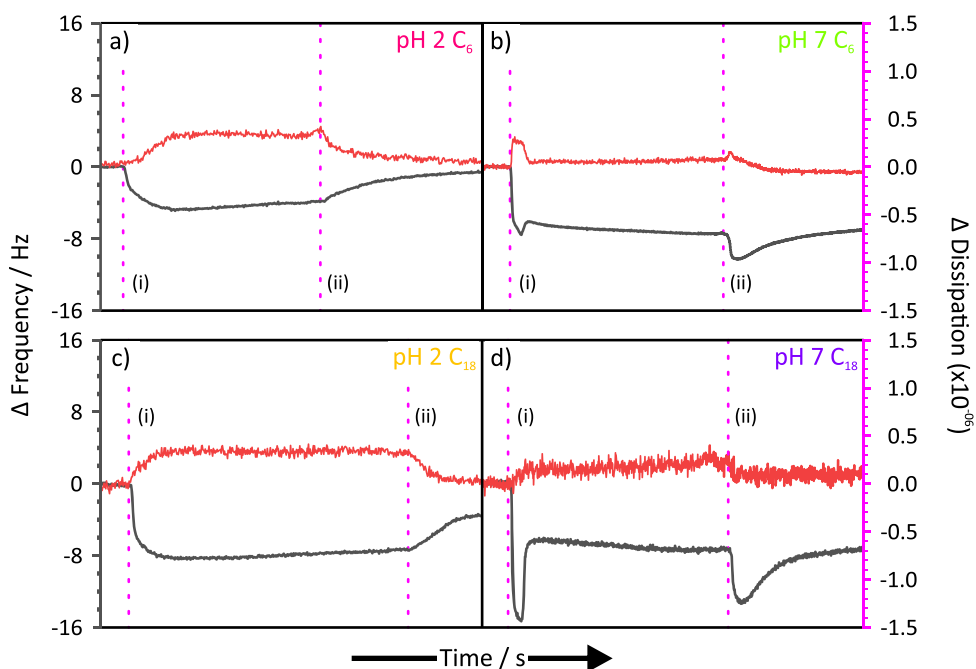 a) pH 2 C₆
b) pH 7 C₆
16
8
0
-8
-16
1.5
1.0
0.5
0.0
-0.5
-1.0
-1.5
(i) (ii)
(i) (ii)
c) pH 2 C₁₈
d) pH 7 C₁₈
16
8
0
-8
-16
1.5
1.0
0.5
0.0
-0.5
-1.0
-1.5
(i) (ii)
(i) (ii)
Δ Frequency / Hz
Δ Dissipation (x10⁻⁰⁶)
Time / s